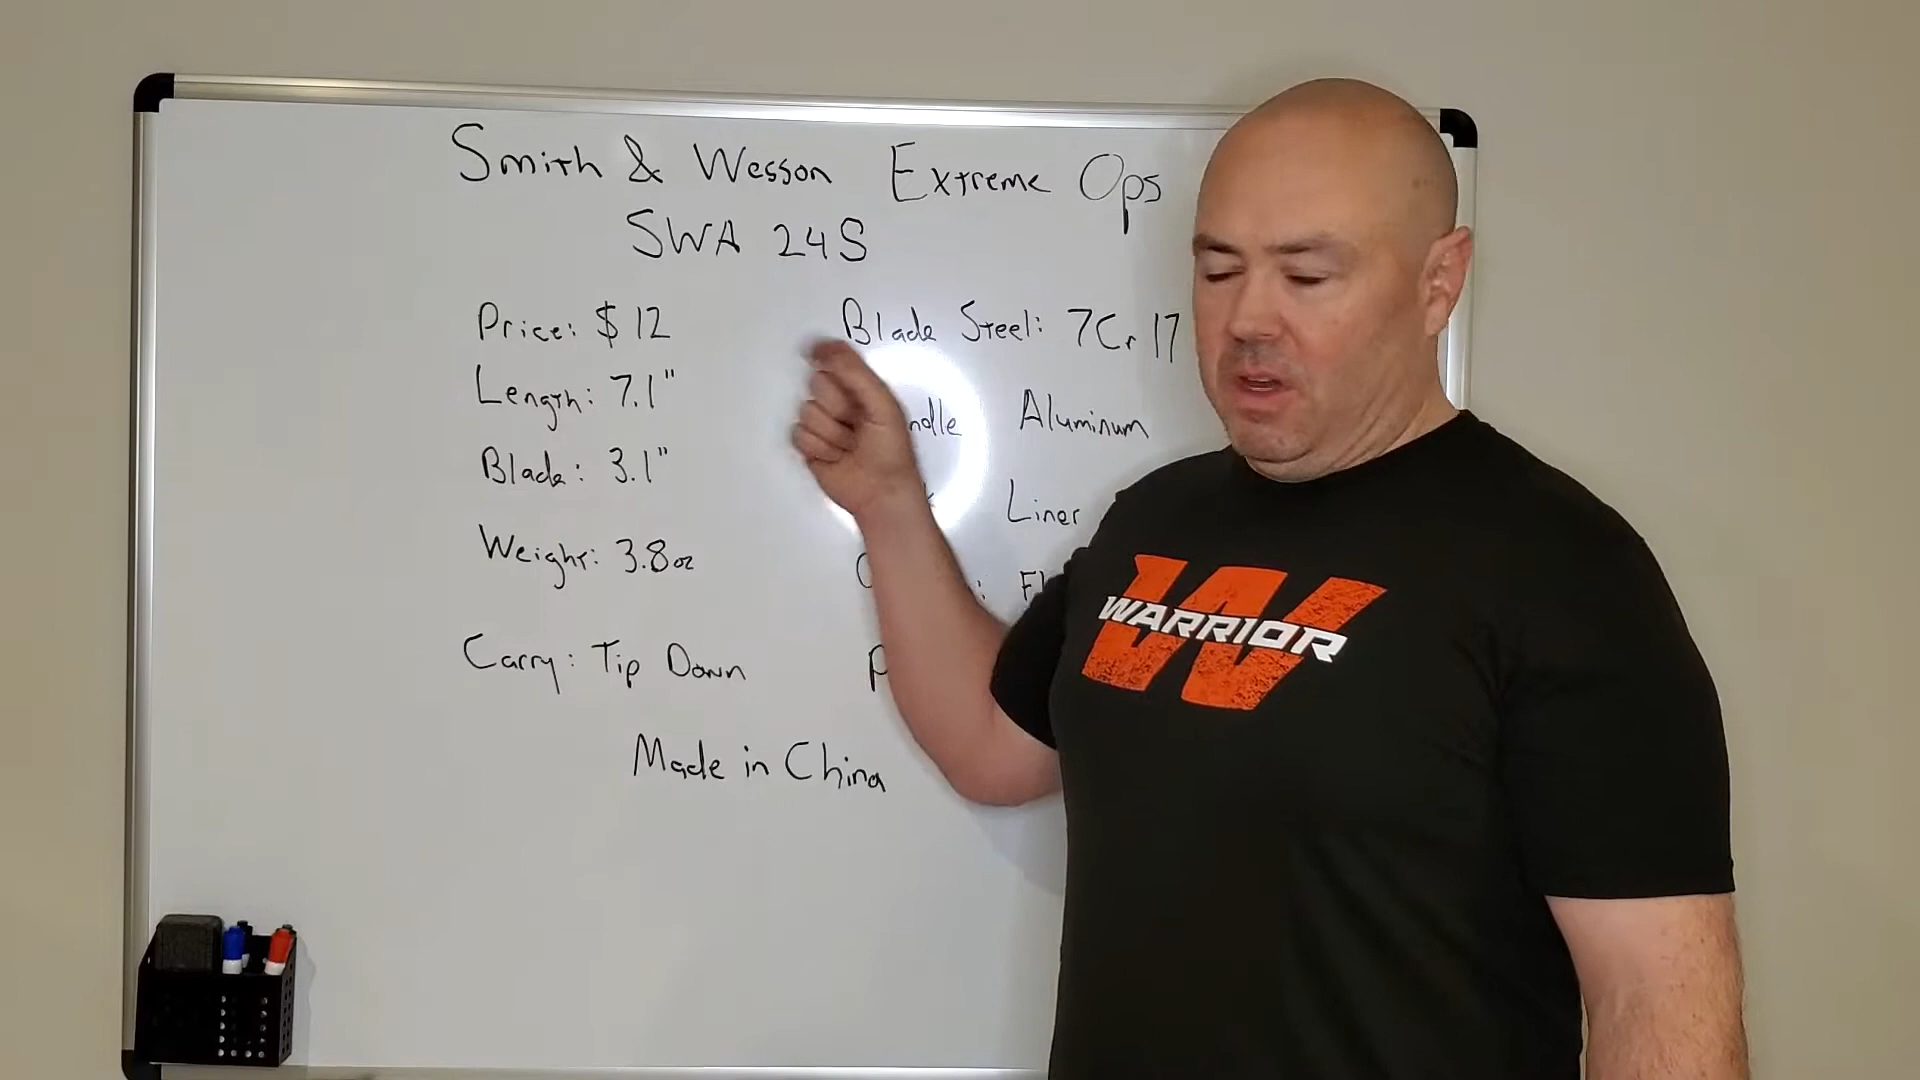 Smith & Wesson Extreme Ops
SWA 24S
Price: $12
Length: 7.1"
Blade: 3.1"
Weight: 3.8oz
Carry: Tip Down
Blade Steel: 7Cr17
Aluminum
Liner
Made in China
WARRIOR